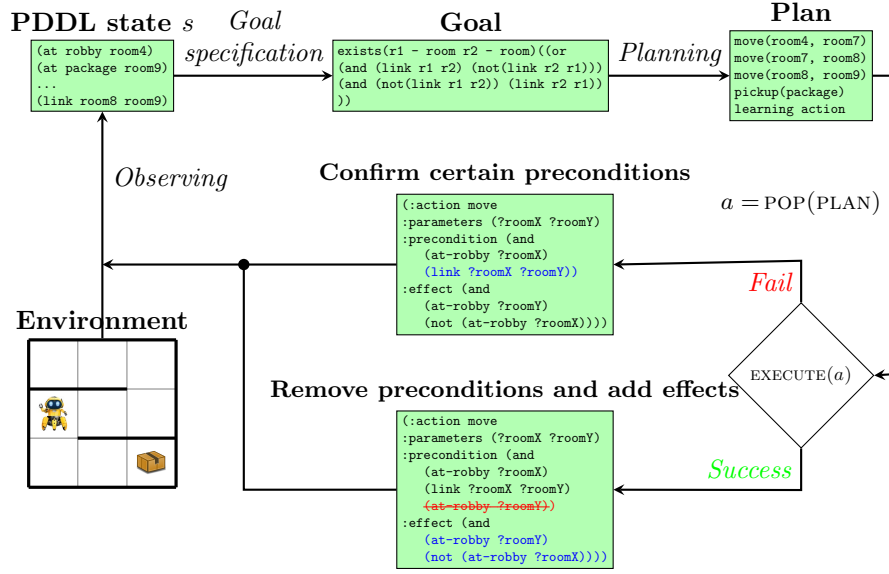 PDDL state s
(at robby room4)
(at package room9)
...
(link room8 room9)
Goal
specification
Goal
exists(r1 - room r2 - room)((or
(and (link r1 r2) (not(link r2 r1)))
(and (not(link r1 r2)) (link r2 r1))
))
Planning
Plan
move(room4, room7)
move(room7, room8)
move(room8, room9)
pickup(package)
learning action
Observing
Confirm certain preconditions
(:action move
:parameters (?roomX ?roomY)
:precondition (and
(at-robby ?roomX)
(link ?roomX ?roomY))
:effect (and
(at-robby ?roomY)
(not (at-robby ?roomX))))
a = POP(PLAN)
Fail
Environment
EXECUTE(a)
Remove preconditions and add effects
(:action move
:parameters (?roomX ?roomY)
:precondition (and
(at-robby ?roomX)
(link ?roomX ?roomY)
(at-robby ?roomY))
:effect (and
(at-robby ?roomY)
(not (at-robby ?roomX))))
Success